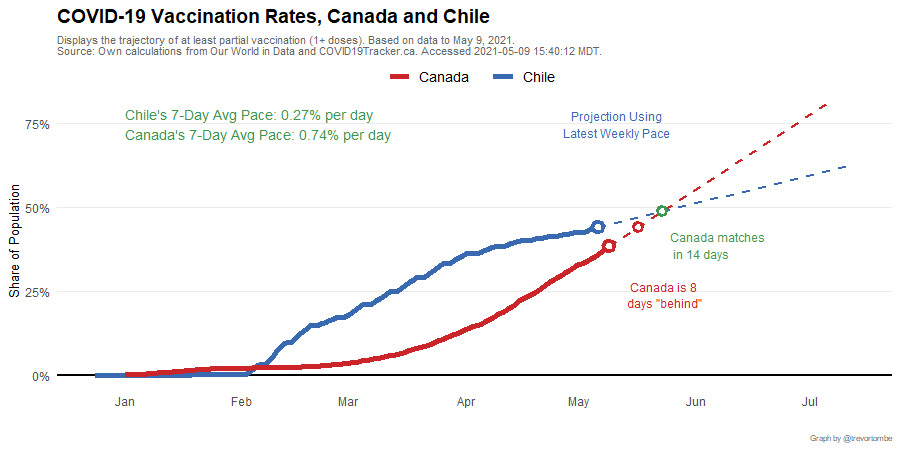 COVID-19 Vaccination Rates, Canada and Chile
Displays the trajectory of at least partial vaccination (1+ doses). Based on data to May 9, 2021.
Source: Own calculations from Our World in Data and COVID19Tracker.ca. Accessed 2021-05-09 15:40:12 MDT.
Canada Chile
Chile's 7-Day Avg Pace: 0.27% per day
Canada's 7-Day Avg Pace: 0.74% per day
Projection Using
Latest Weekly Pace
75%
50%
25%
0%
Share of Population
Canada matches
in 14 days
Canada is 8
days "behind"
Jan Feb Mar Apr May Jun Jul
Graph by @trevortombe